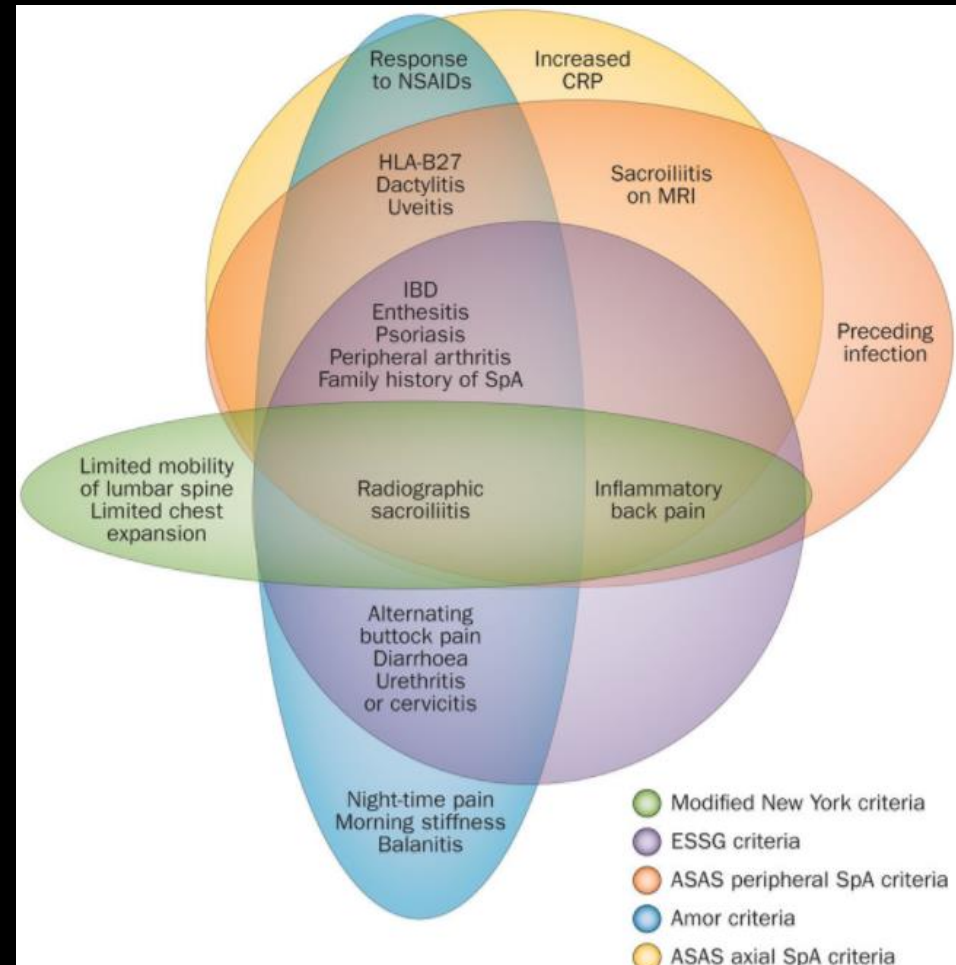 Response
to NSAIDs
Increased
CRP
HLA-B27
Dactylitis
Uveitis
Sacroiliitis
on MRI
IBD
Enthesitis
Psoriasis
Peripheral arthritis
Family history of SpA
Preceding
infection
Limited mobility
of lumbar spine
Limited chest
expansion
Radiographic
sacroiliitis
Inflammatory
back pain
Alternating
buttock pain
Diarrhoea
Urethritis
or cervicitis
Night-time pain
Morning stiffness
Balanitis
Modified New York criteria
ESSG criteria
ASAS peripheral SpA criteria
Amor criteria
ASAS axial SpA criteria